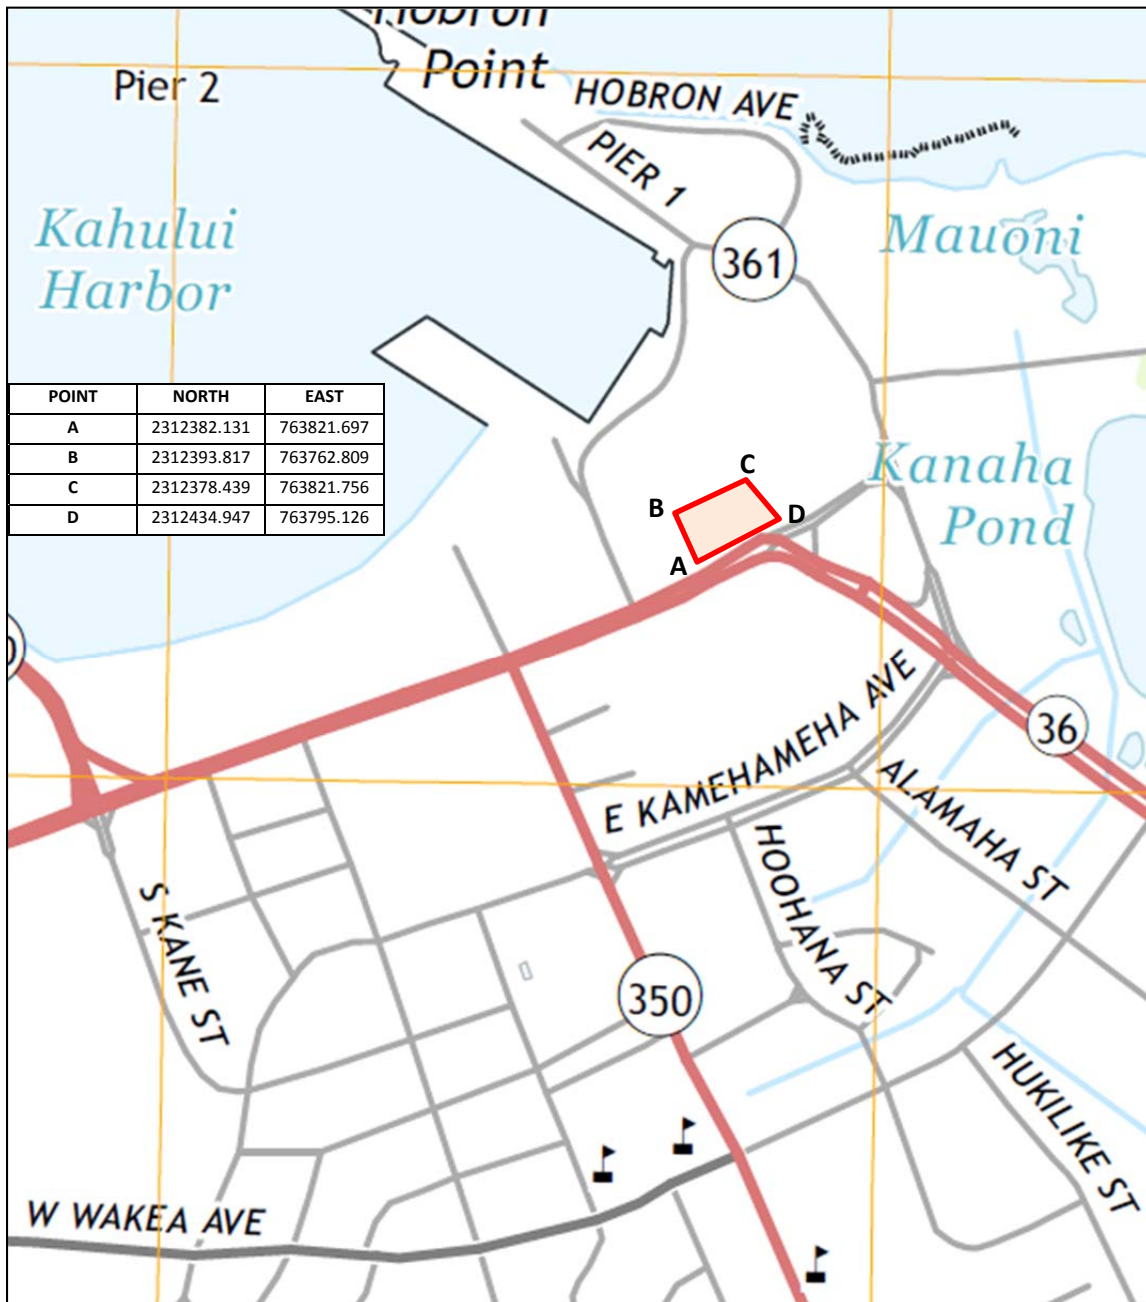 Hobron
Point
Pier 2
HOBRON AVE
PIER 1
361
Kahului
Harbor
Mauoni
POINT NORTH EAST
A 2312382.131 763821.697
B 2312393.817 763762.809
C 2312378.439 763821.756
D 2312434.947 763795.126
C
B
D
A
Kanaha
Pond
36
E KAMEHAMEHA AVE
ALAMAHA ST
HOOHANA ST
S KANE ST
350
HUKILIKE ST
W WAKEA AVE